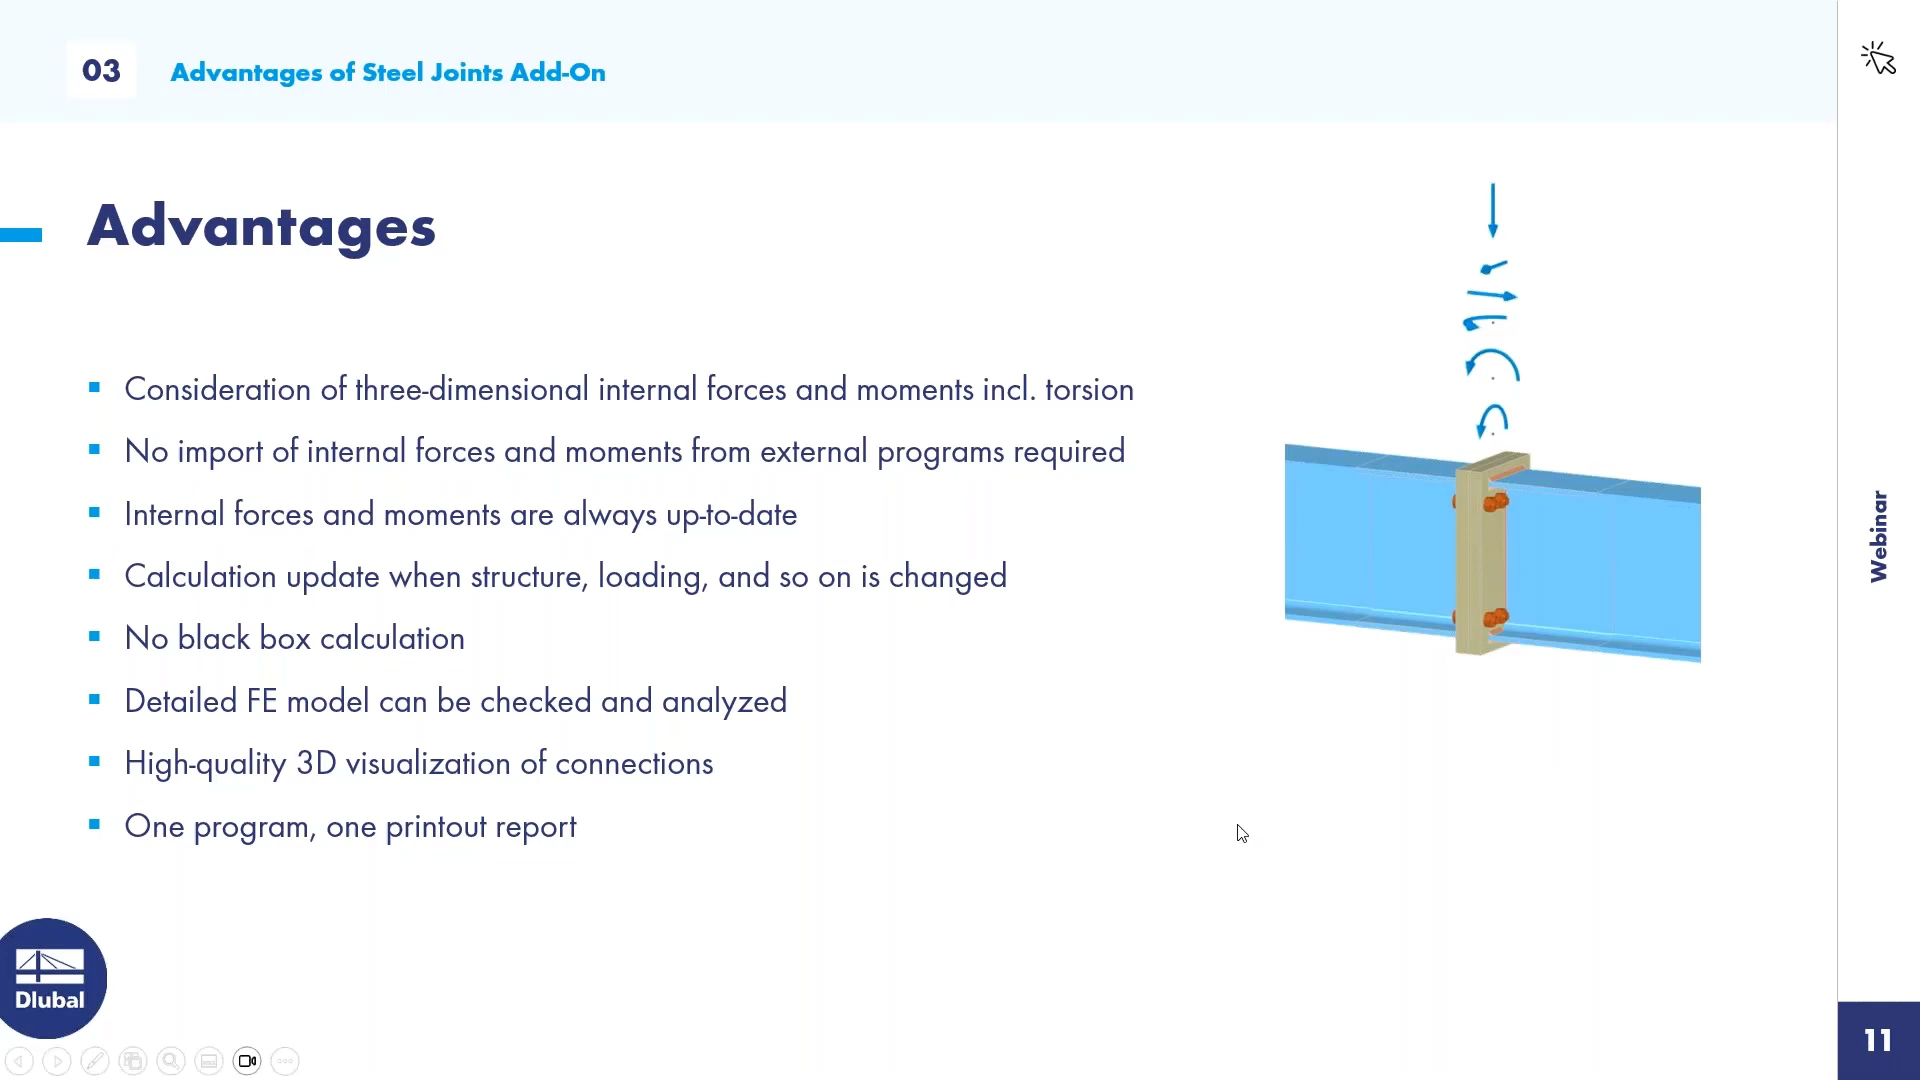 03
Advantages of Steel Joints Add-On
Advantages
Consideration of three-dimensional internal forces and moments incl. torsion
No import of internal forces and moments from external programs required
Internal forces and moments are always up-to-date
Calculation update when structure, loading, and so on is changed
No black box calculation
Detailed FE model can be checked and analyzed
High-quality 3D visualization of connections
One program, one printout report
Webinar
Dlubal
11